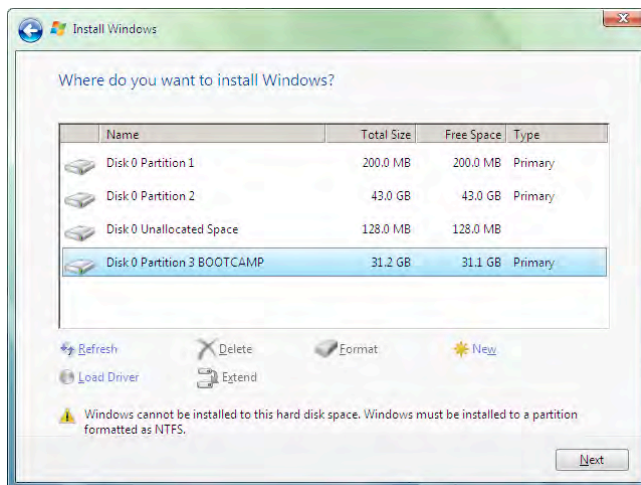 Install Windows
Where do you want to install Windows?
Name Total Size Free Space Type
Disk 0 Partition 1 200.0 MB 200.0 MB Primary
Disk 0 Partition 2 43.0 GB 43.0 GB Primary
Disk 0 Unallocated Space 128.0 MB 128.0 MB
Disk 0 Partition 3 BOOTCAMP 31.2 GB 31.1 GB Primary
Refresh Delete Format New
Load Driver Extend
Windows cannot be installed to this hard disk space. Windows must be installed to a partition
formatted as NTFS.
Next